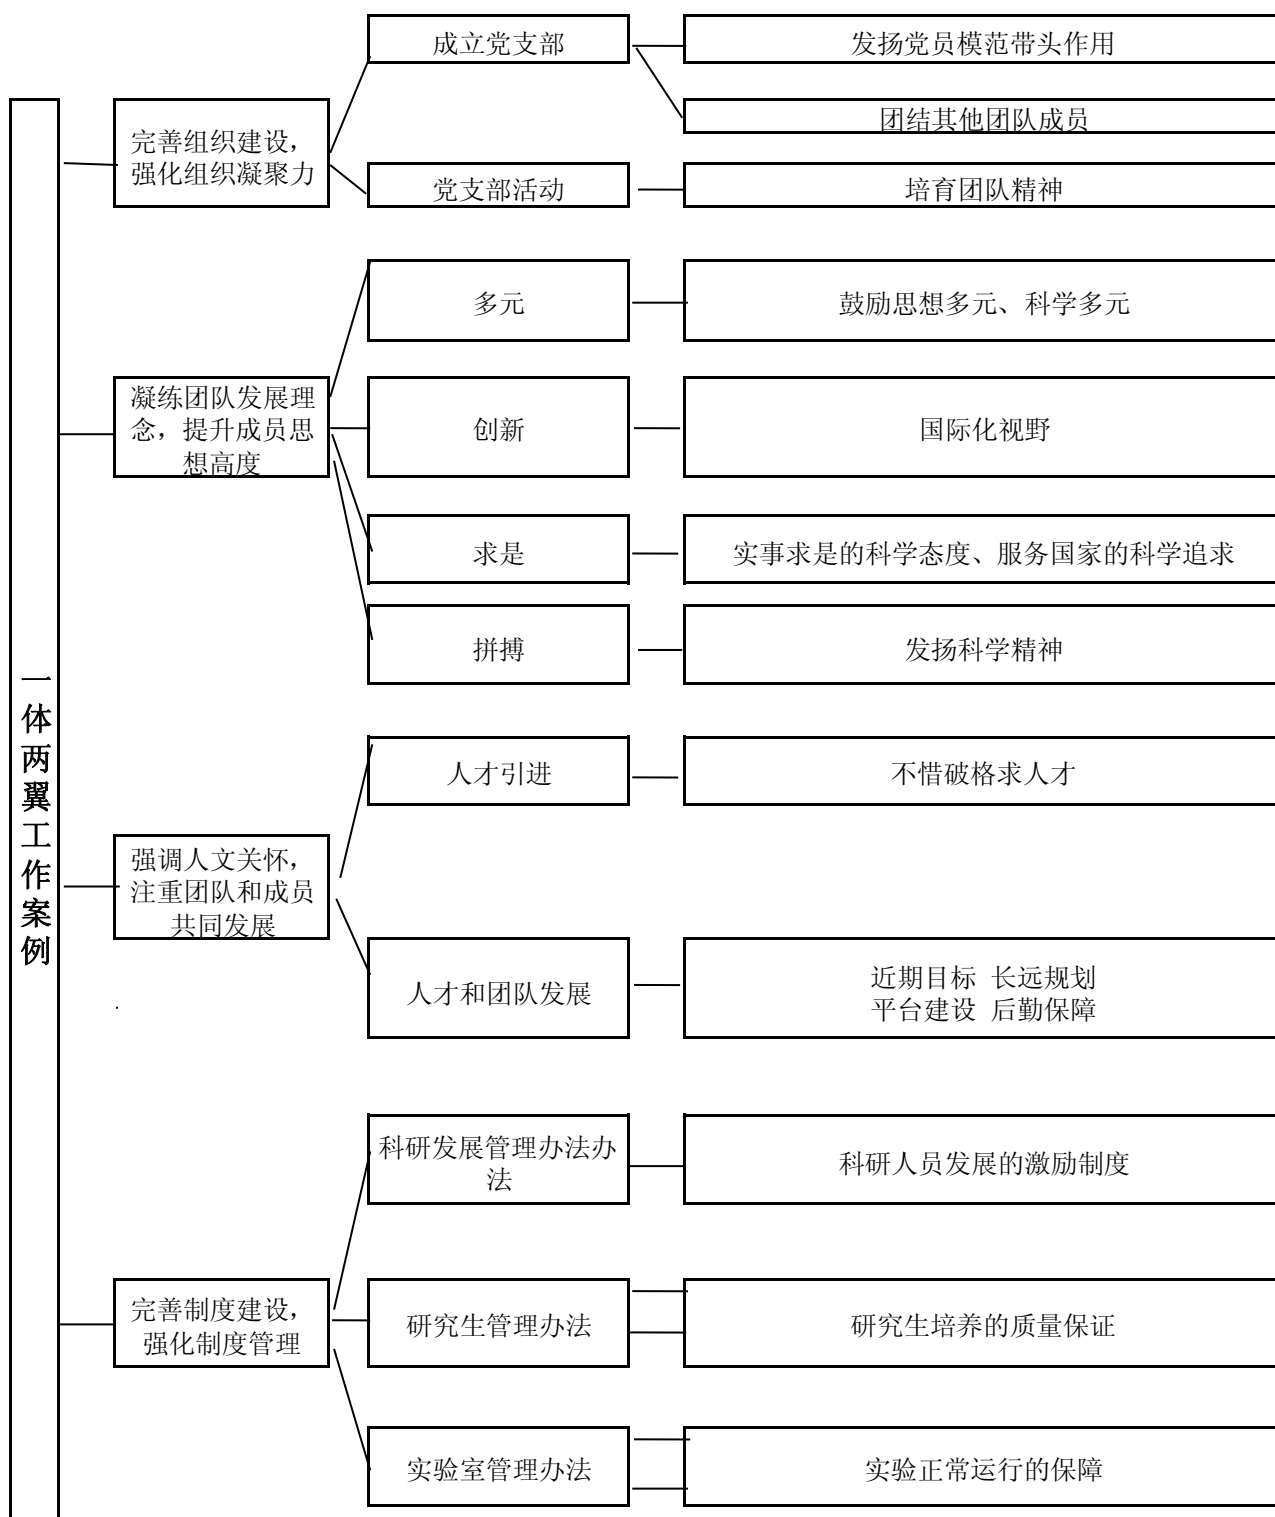 一体两翼工作案例
完善组织建设，
强化组织凝聚力
成立党支部
发扬党员模范带头作用
团结其他团队成员
党支部活动
培育团队精神
凝练团队发展理
念，提升成员思
想高度
多元
鼓励思想多元、科学多元
创新
国际化视野
求是
实事求是的科学态度、服务国家的科学追求
拼搏
发扬科学精神
强调人文关怀，
注重团队和成员
共同发展
人才引进
不惜破格求人才
人才和团队发展
近期目标 长远规划
平台建设 后勤保障
完善制度建设，
强化制度管理
科研发展管理办法办
法
科研人员发展的激励制度
研究生管理办法
研究生培养的质量保证
实验室管理办法
实验正常运行的保障